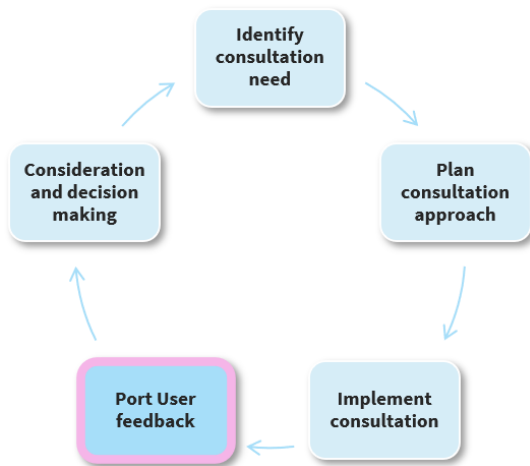 Identify
consultation
need
Plan
consultation
approach
Implement
consultation
Port User
feedback
Consideration
and decision
making